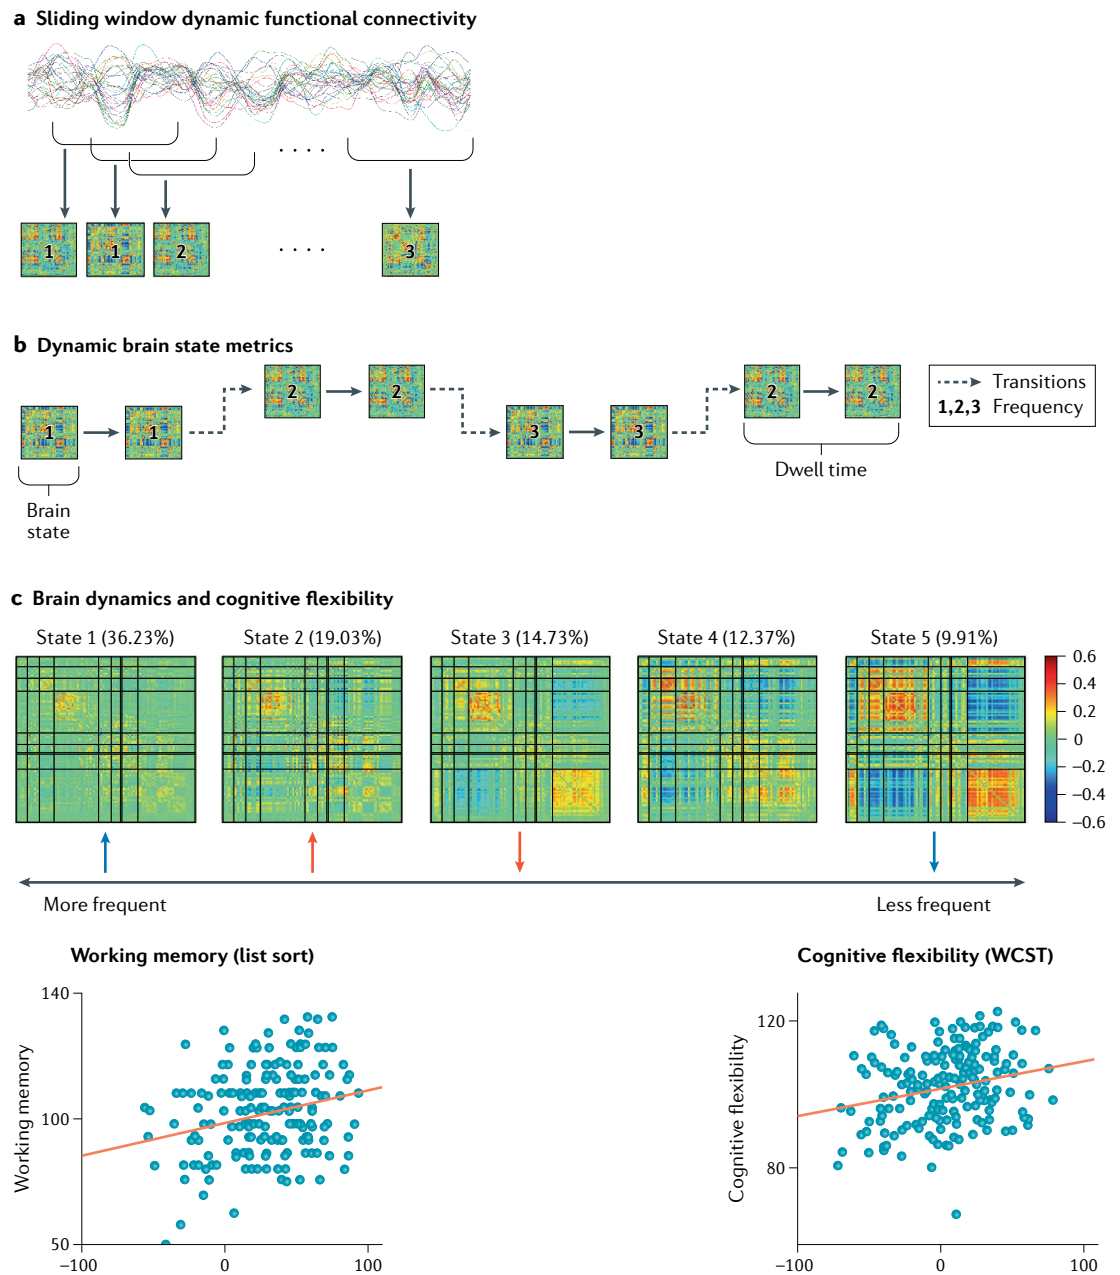 a Sliding window dynamic functional connectivity
1 1 2 3
b Dynamic brain state metrics
2 2 2 2
1 1 3 3
Transitions
1,2,3 Frequency
Dwell time
Brain
state
c Brain dynamics and cognitive flexibility
State 1 (36.23%) State 2 (19.03%) State 3 (14.73%) State 4 (12.37%) State 5 (9.91%)
0.6
0.4
0.2
0
−0.2
−0.4
−0.6
More frequent Less frequent
Working memory (list sort)
140
100
50
Working memory
−100 0 100
Cognitive flexibility (WCST)
120
80
Cognitive flexibility
−100 0 100